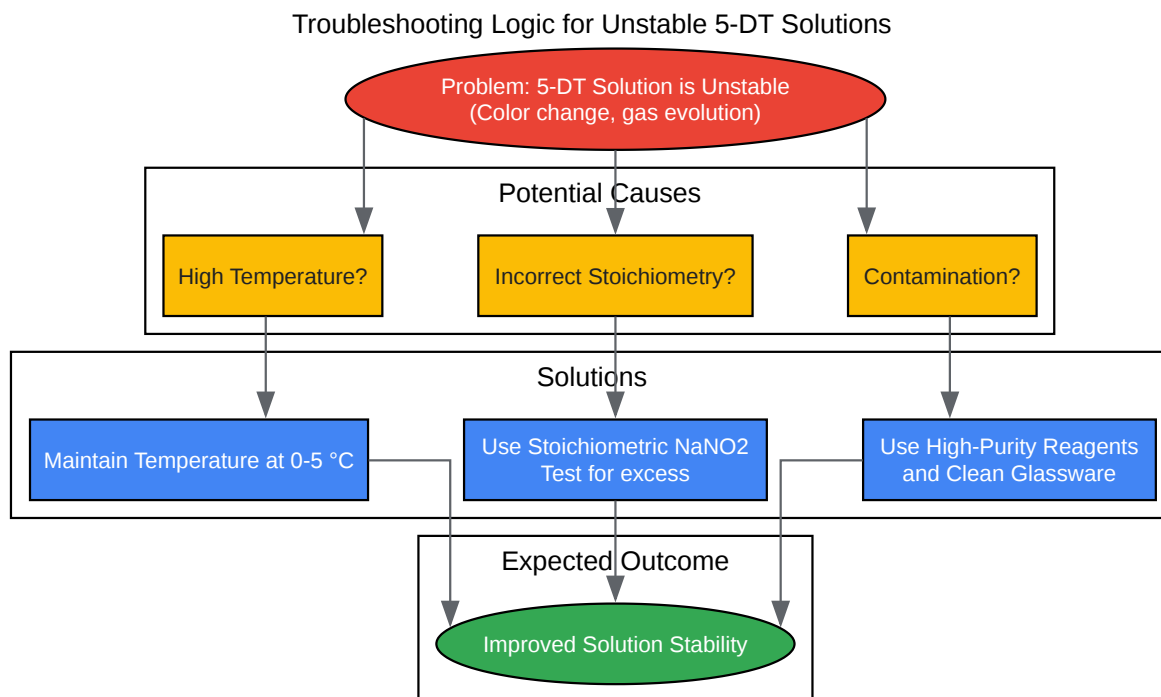 Troubleshooting Logic for Unstable 5-DT Solutions
Problem: 5-DT Solution is Unstable
(Color change, gas evolution)
Potential Causes
High Temperature?
Incorrect Stoichiometry?
Contamination?
Solutions
Maintain Temperature at 0-5 °C
Use Stoichiometric NaNO2
Test for excess
Use High-Purity Reagents
and Clean Glassware
Expected Outcome
Improved Solution Stability